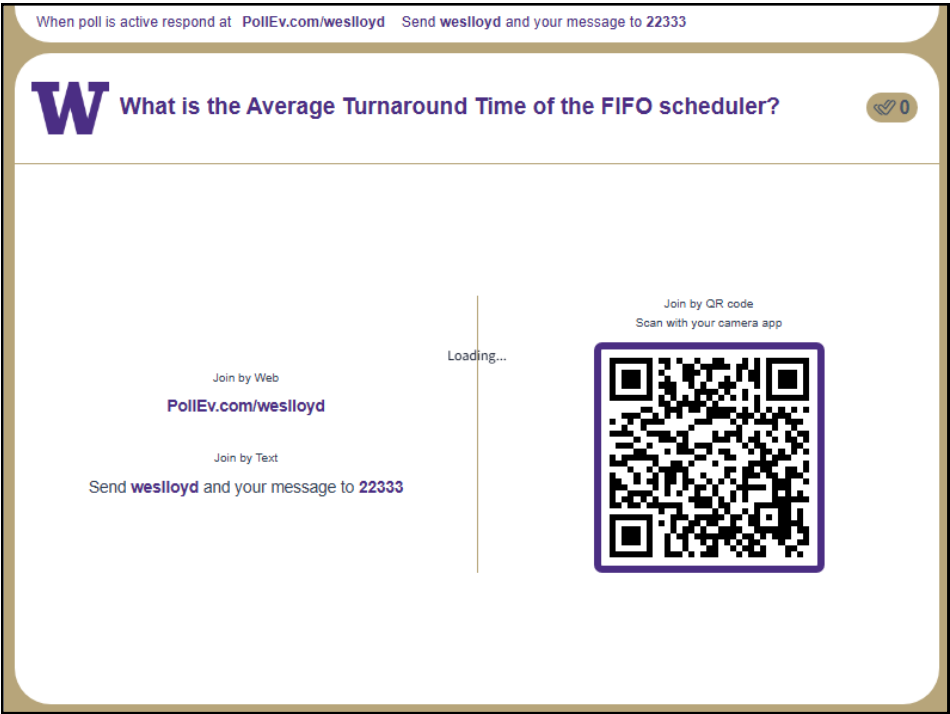 When poll is active respond at PollEv.com/weslloyd Send weslloyd and your message to 22333
W What is the Average Turnaround Time of the FIFO scheduler? 0
Join by Web
PollEv.com/weslloyd
Join by Text
Send weslloyd and your message to 22333
Loading...
Join by QR code
Scan with your camera app